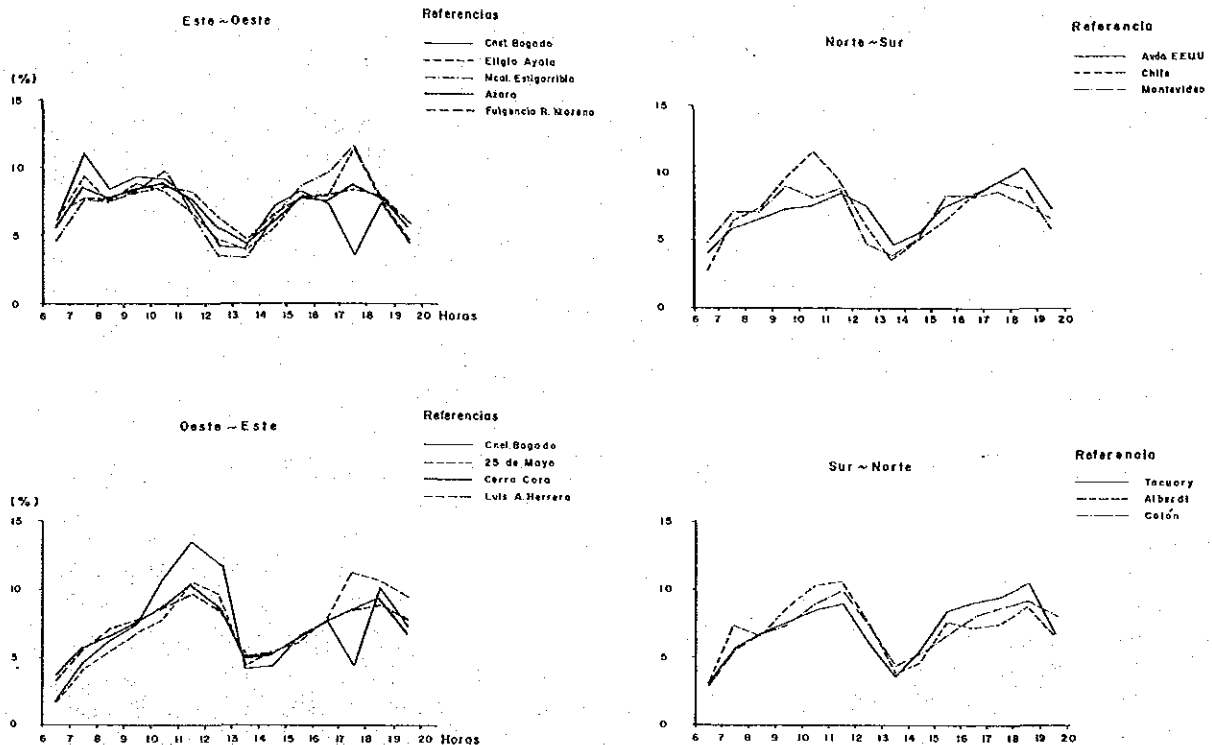 Este ~ Oeste
Referencias
Cnel. Bogado
Eligio Ayala
Mcal. Estigarribia
Azara
Fulgencio R. Moreno
(%)
15
10
5
0
6 7 8 9 10 11 12 13 14 15 16 17 18 19 20 Horas
Norte ~ Sur
Referencia
Avda. E.E.U.U
Chile
Montevideo
15
10
5
0
6 7 8 9 10 11 12 13 14 15 16 17 18 19 20
Oeste ~ Este
Referencias
Cnel. Bogado
25 de Mayo
Cerro Cora
Luis A. Herrera
(%)
15
10
5
0
6 7 8 9 10 11 12 13 14 15 16 17 18 19 20 Horas
Sur ~ Norte
Referencia
Tacuary
Alberdi
Colón
15
10
5
0
6 7 8 9 10 11 12 13 14 15 16 17 18 19 20